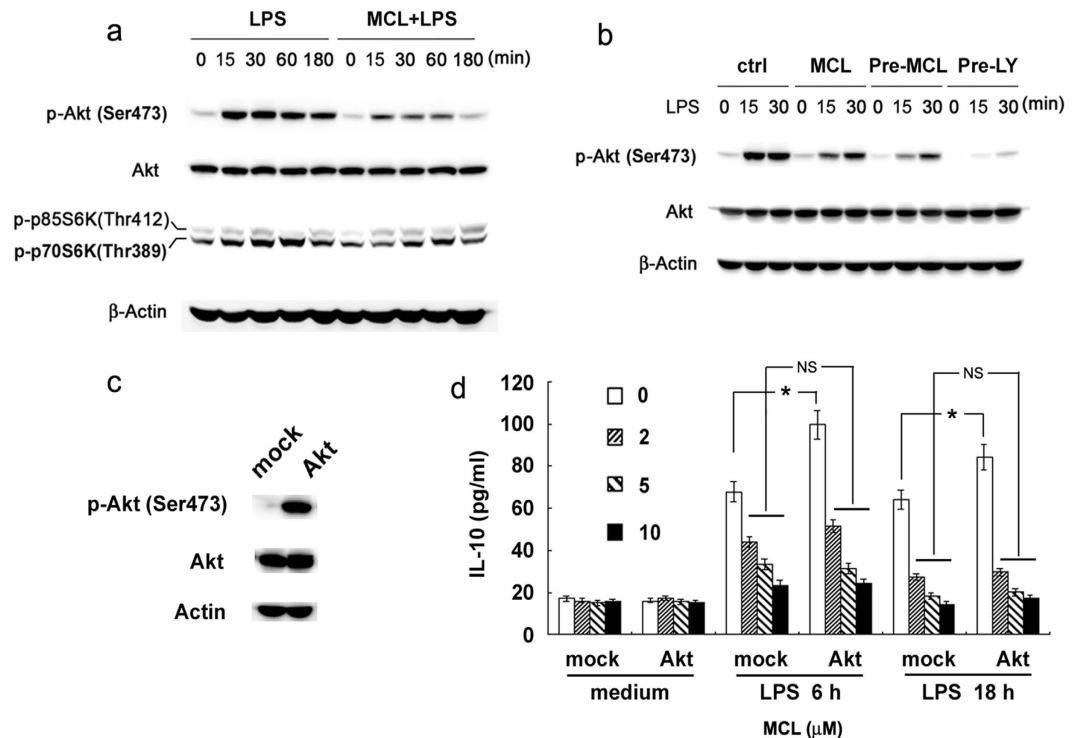 a
LPS MCL+LPS
0 15 30 60 180 0 15 30 60 180 (min)
p-Akt (Ser473)
Akt
p-p85S6K(Thr412)
p-p70S6K(Thr389)
β-Actin
b
ctrl MCL Pre-MCL Pre-LY
LPS 0 15 30 0 15 30 0 15 30 0 15 30 (min)
p-Akt (Ser473)
Akt
β-Actin
c
mock Akt
p-Akt (Ser473)
Akt
Actin
d
IL-10 (pg/ml)
120
100
80
60
40
20
0
0
2
5
10
* NS
* NS
mock Akt mock Akt mock Akt
medium LPS 6 h LPS 18 h
MCL (μM)